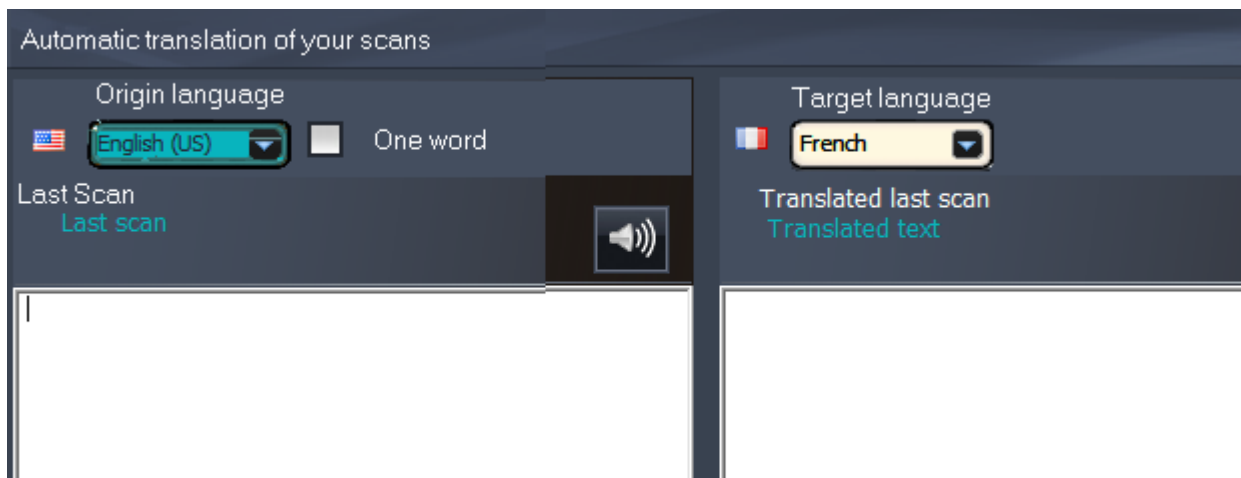 Automatic translation of your scans
Origin language
English (US)
One word
Last Scan
Last scan
Target language
French
Translated last scan
Translated text